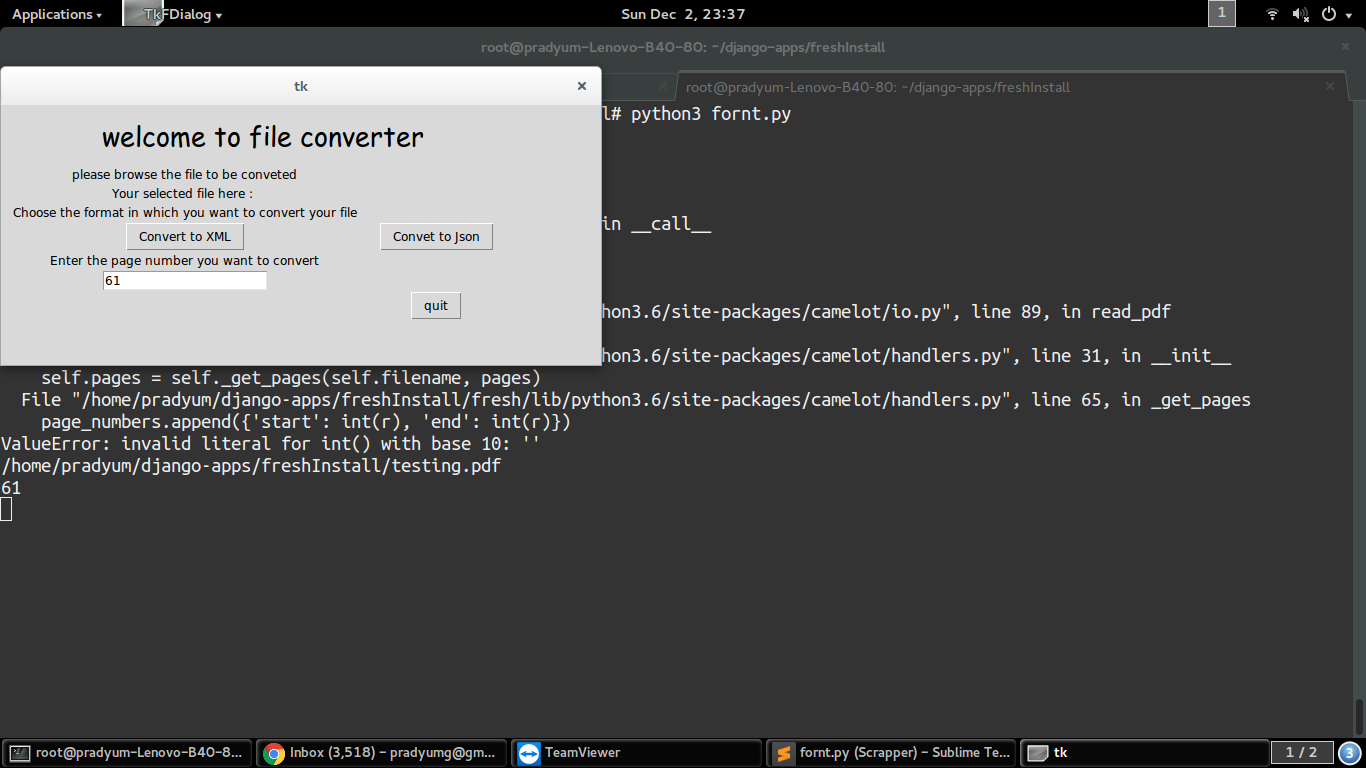 Applications TkFDialog Sun Dec 2, 23:37 1
root@pradyum-Lenovo-B40-80: ~/django-apps/freshInstall
tk
root@pradyum-Lenovo-B40-80: ~/django-apps/freshInstall
l# python3 fornt.py
welcome to file converter
please browse the file to be conveted
Your selected file here :
Choose the format in which you want to convert your file
in __call__
Convert to XML Convet to Json
Enter the page number you want to convert
61
quit
hon3.6/site-packages/camelot/io.py", line 89, in read_pdf
hon3.6/site-packages/camelot/handlers.py", line 31, in __init__
self.pages = self._get_pages(self.filename, pages)
File "/home/pradyum/django-apps/freshInstall/fresh/lib/python3.6/site-packages/camelot/handlers.py", line 65, in _get_pages
page_numbers.append({'start': int(r), 'end': int(r)})
ValueError: invalid literal for int() with base 10: ''
/home/pradyum/django-apps/freshInstall/testing.pdf
61
root@pradyum-Lenovo-B40-8... Inbox (3,518) – pradyumg@gm... TeamViewer fornt.py (Scrapper) – Sublime Te... tk 1 / 2 3